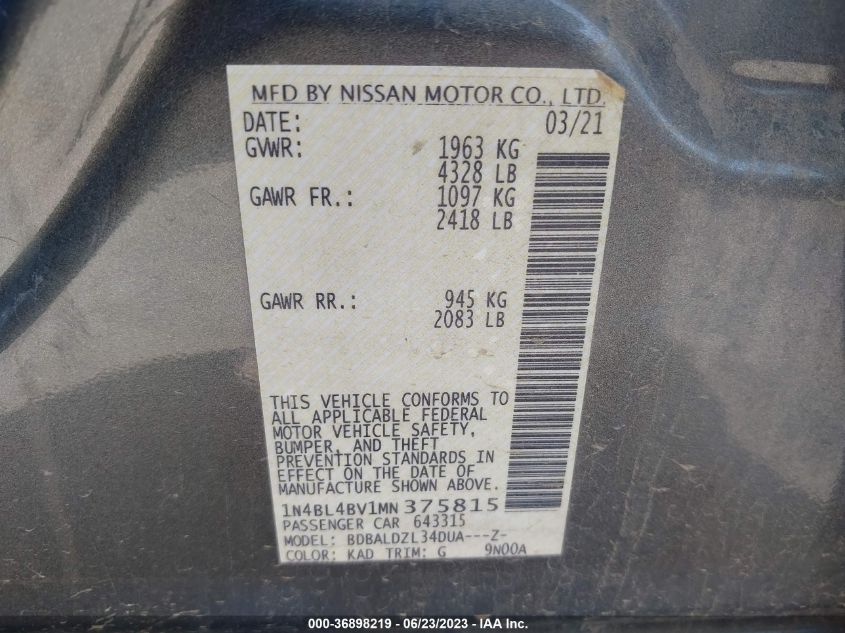 MFD BY NISSAN MOTOR CO., LTD.
DATE: 03/21
GVWR: 1963 KG
4328 LB
GAWR FR.: 1097 KG
2418 LB
GAWR RR.: 945 KG
2083 LB
THIS VEHICLE CONFORMS TO
ALL APPLICABLE FEDERAL
MOTOR VEHICLE SAFETY,
BUMPER, AND THEFT
PREVENTION STANDARDS IN
EFFECT ON THE DATE OF
MANUFACTURE SHOWN ABOVE.
1N4BL4BV1MN375815
PASSENGER CAR 643315
MODEL: BDBALDZL34DUA---Z-
COLOR: KAD TRIM: G 9N00A
000-36898219 - 06/23/2023 - IAA Inc.